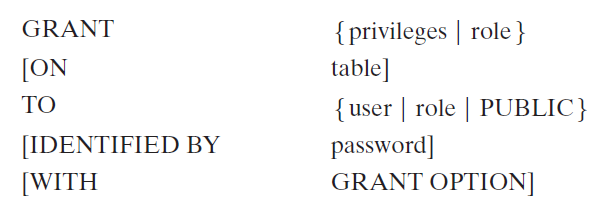 GRANT {privileges | role}
[ON table]
TO {user | role | PUBLIC}
[IDENTIFIED BY password]
[WITH GRANT OPTION]